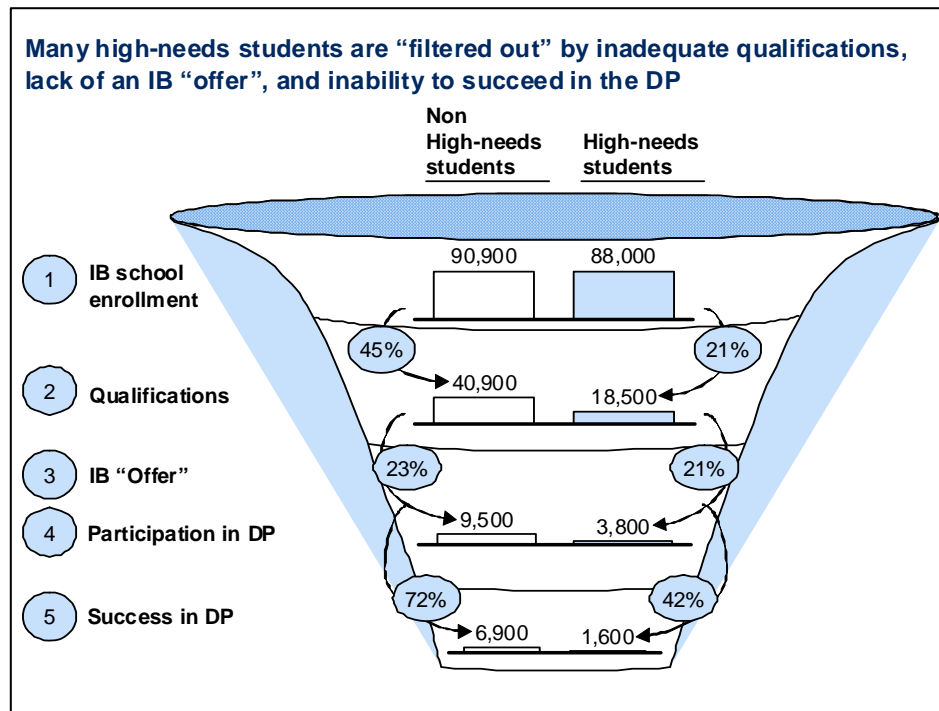 Many high-needs students are “filtered out” by inadequate qualifications,
lack of an IB “offer”, and inability to succeed in the DP
Non
High-needs
students
High-needs
students
1
IB school
enrollment
90,900
88,000
45%
21%
2
Qualifications
40,900
18,500
3
IB “Offer”
23%
21%
4
Participation in DP
9,500
3,800
5
Success in DP
72%
42%
6,900
1,600